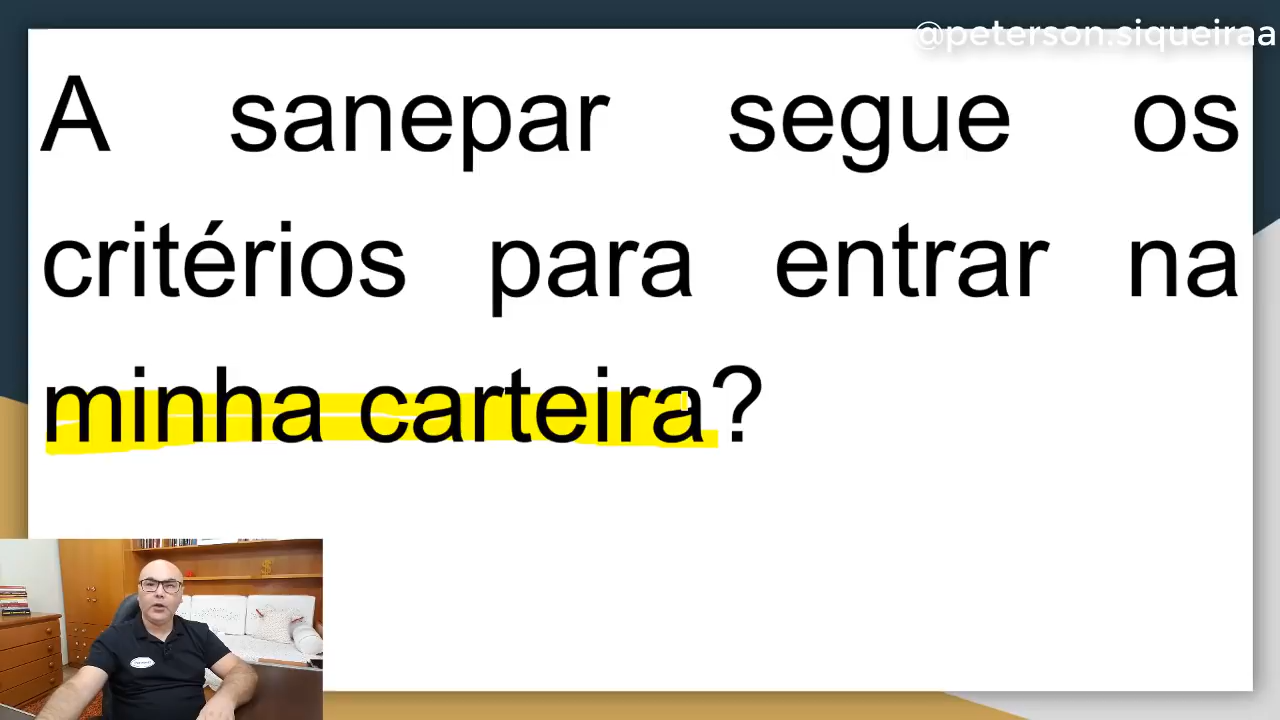 @peterson.siqueiraa
A sanepar segue os
critérios para entrar na
minha carteira?